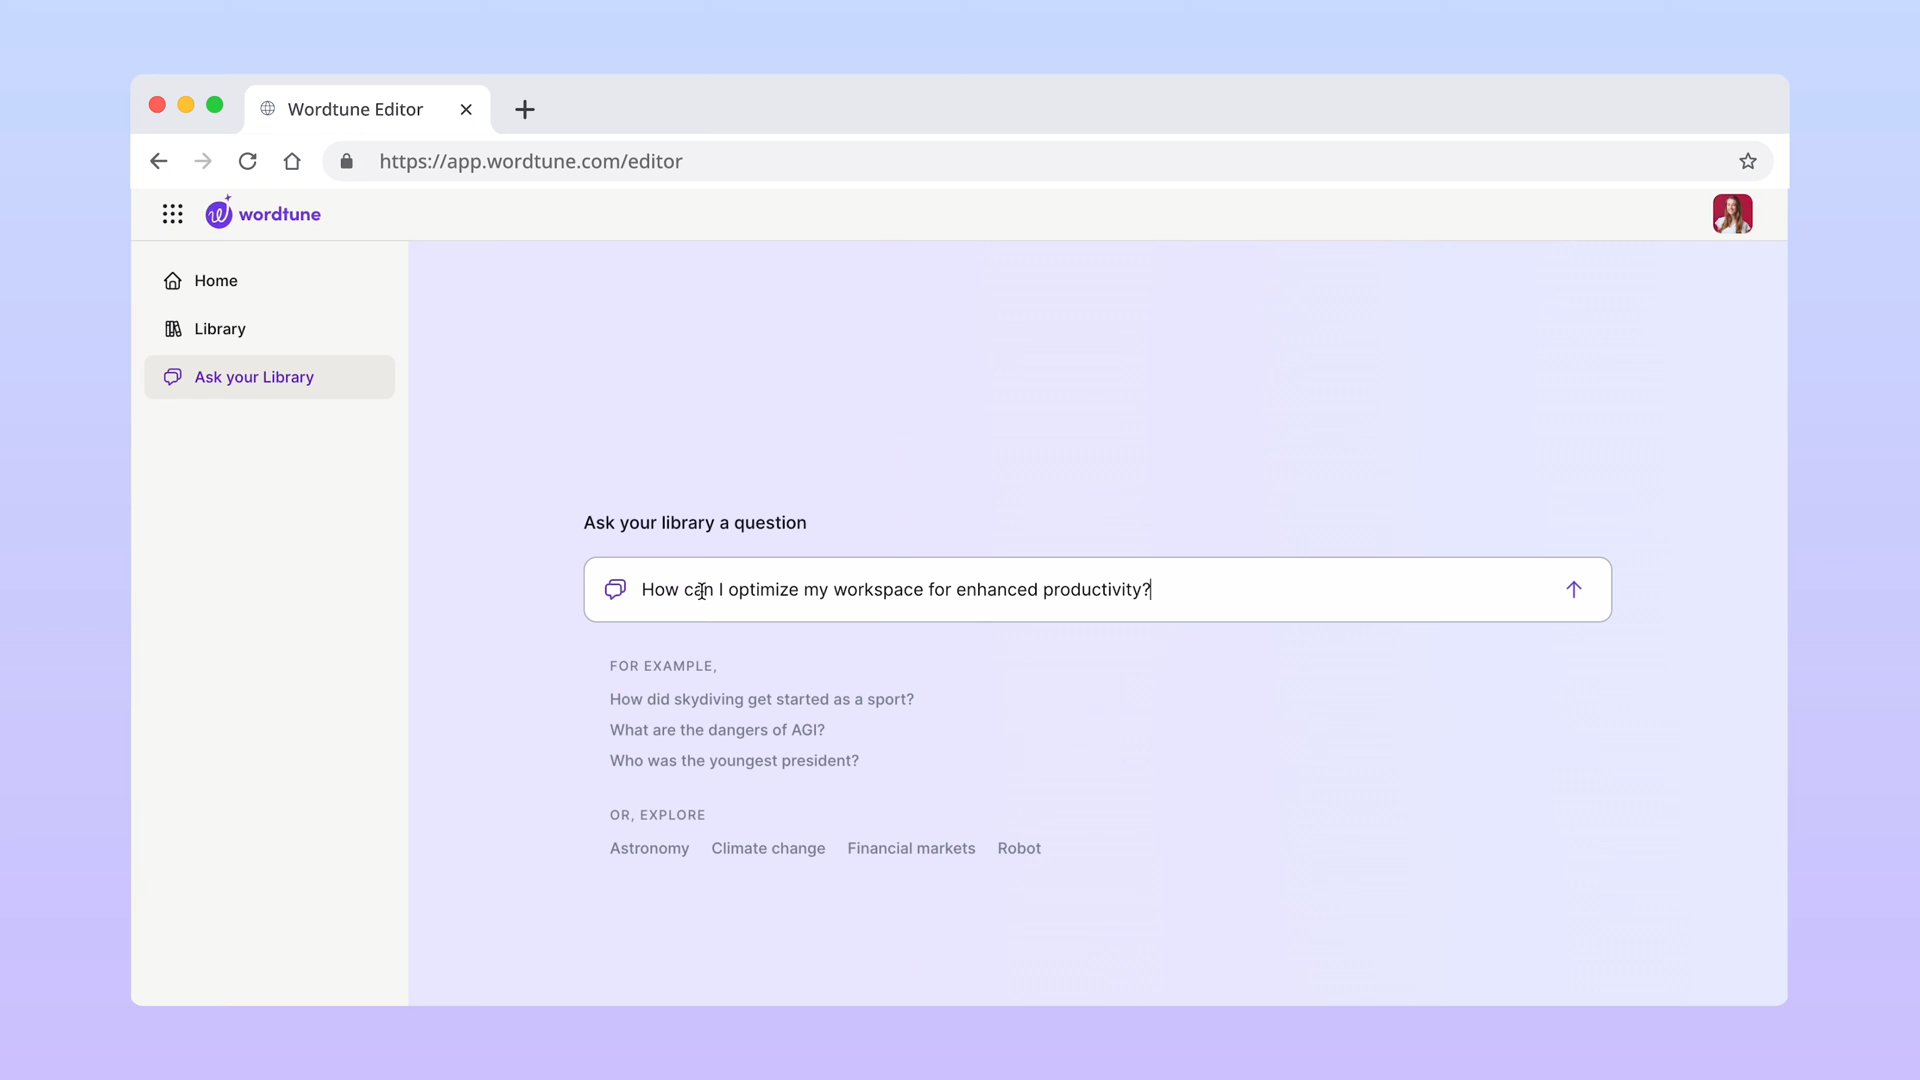 Wordtune Editor
https://app.wordtune.com/editor
wordtune
Home
Library
Ask your Library
Ask your library a question
How can I optimize my workspace for enhanced productivity?
FOR EXAMPLE,
How did skydiving get started as a sport?
What are the dangers of AGI?
Who was the youngest president?
OR, EXPLORE
Astronomy Climate change Financial markets Robot